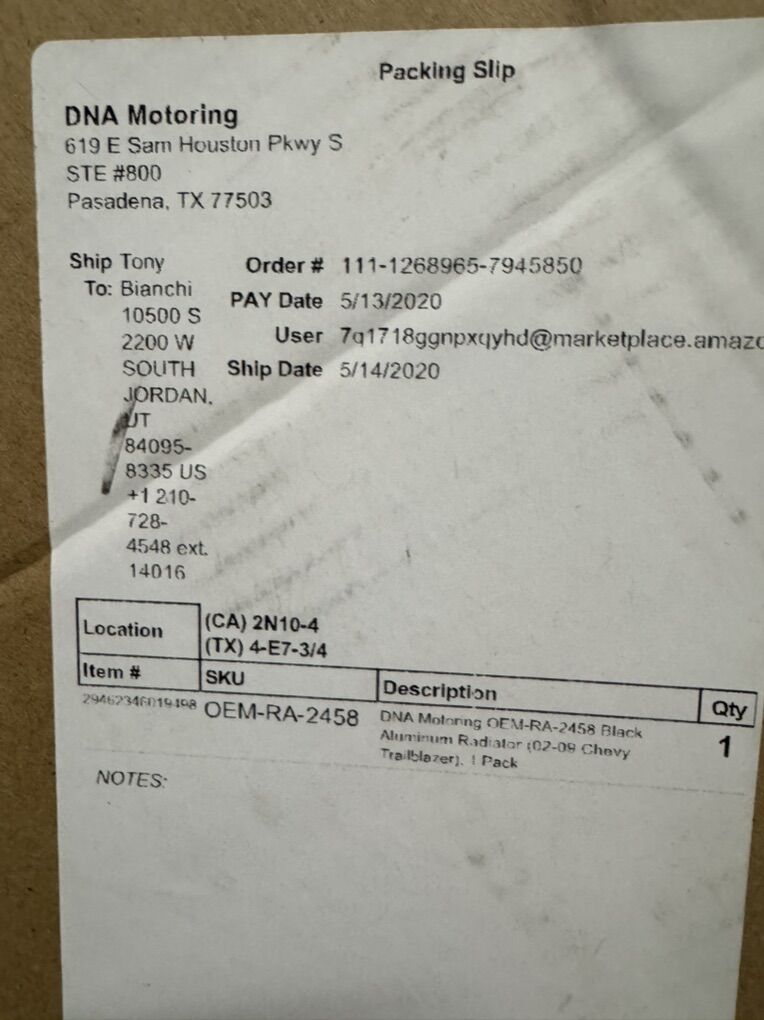 Packing Slip
DNA Motoring
619 E Sam Houston Pkwy S
STE #800
Pasadena, TX 77503
Ship To: Tony
Bianchi
10500 S
2200 W
SOUTH
JORDAN,
UT
84095-
8335 US
+1 210-
728-
4548 ext.
14016
Order # 111-1268965-7945850
PAY Date 5/13/2020
User 7q1718ggnpxqyhd@marketplace.amazo
Ship Date 5/14/2020
Location (CA) 2N10-4
(TX) 4-E7-3/4
Item # SKU Description Qty
29462346019498 OEM-RA-2458 DNA Motoring OEM-RA-2458 Black 1
Aluminum Radiator (02-09 Chevy
Trailblazer), 1 Pack
NOTES: